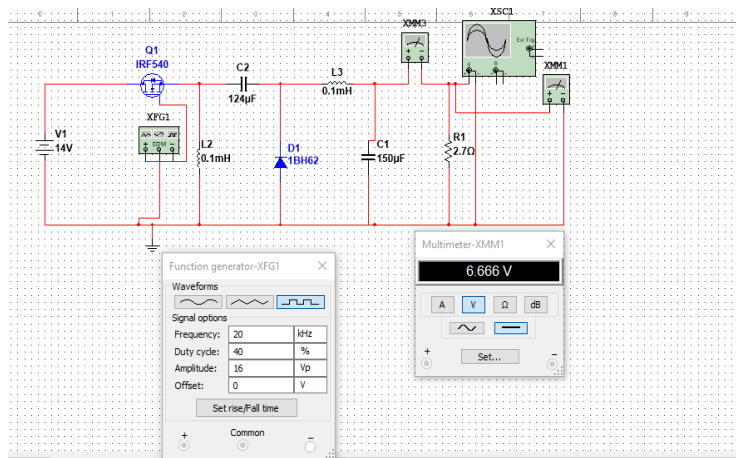 XSC1
XMM3
Ext Trig
A
B
XMM1
Q1
IRF540
C2
124µF
L3
0.1mH
XFG1
COM
V1
14V
L2
0.1mH
D1
1BH62
C1
150µF
R1
2.7Ω
Function generator-XFG1
Waveforms
Signal options
Frequency: 20 kHz
Duty cycle: 40 %
Amplitude: 16 Vp
Offset: 0 V
Set rise/Fall time
+ Common −
Multimeter-XMM1
6.666 V
A V Ω dB
+ Set... −